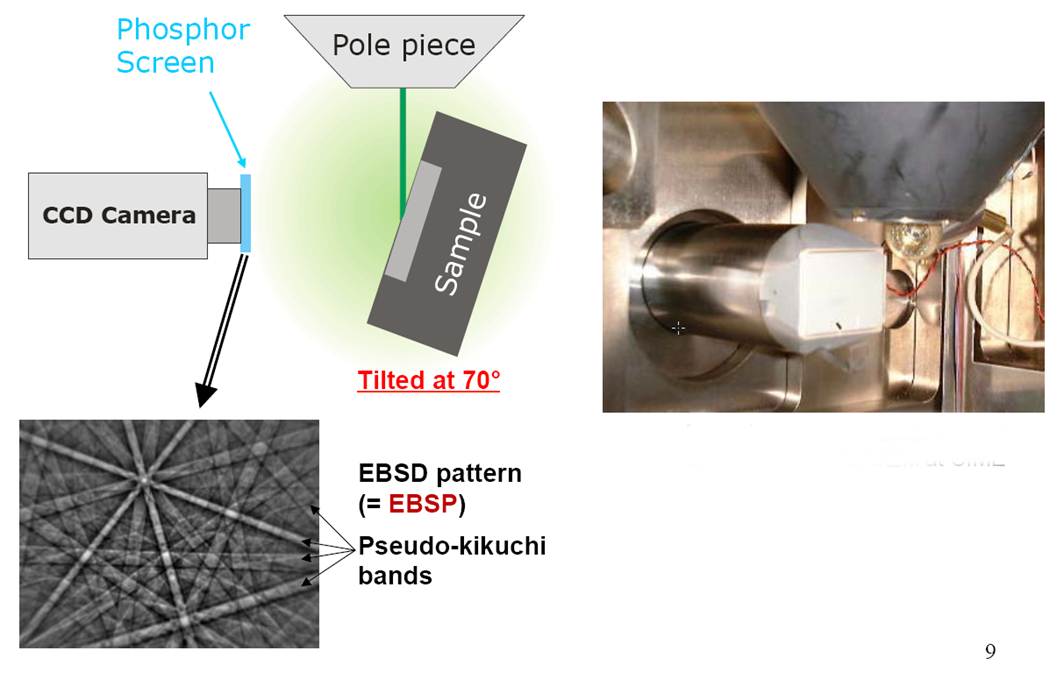 Phosphor
Screen
Pole piece
CCD Camera
Sample
Tilted at 70°
EBSD pattern
(= EBSP)
Pseudo-kikuchi
bands
9